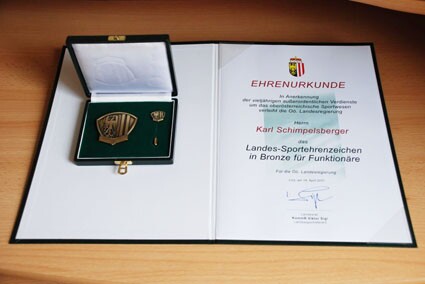 EHRENURKUNDE
In Anerkennung
der vieljährigen außerordentlichen Verdienste
um das oberösterreichische Sportwesen
verleiht die Oö. Landesregierung
Herrn
Karl Schimpelsberger
das
Landes-Sportehrenzeichen
in Bronze für Funktionäre
Für die Oö. Landesregierung